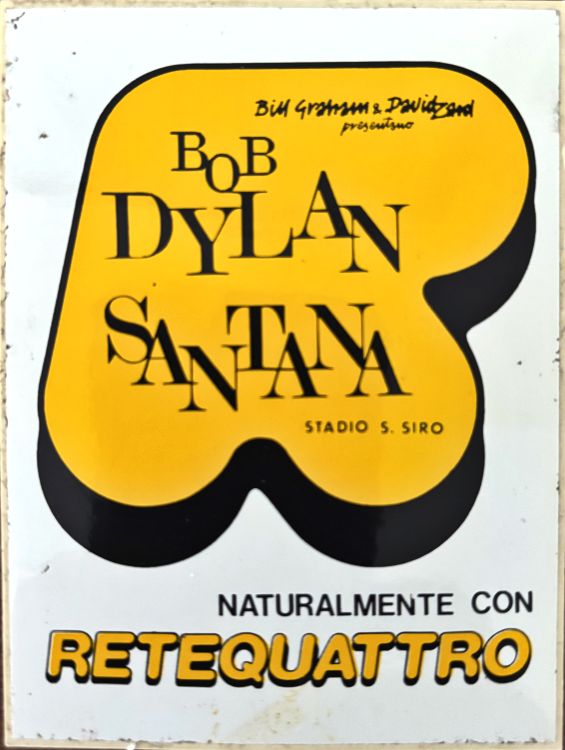 Bill Graham & David Zard
presentano
BOB
DYLAN
SANTANA
STADIO S. SIRO
NATURALMENTE CON
RETEQUATTRO